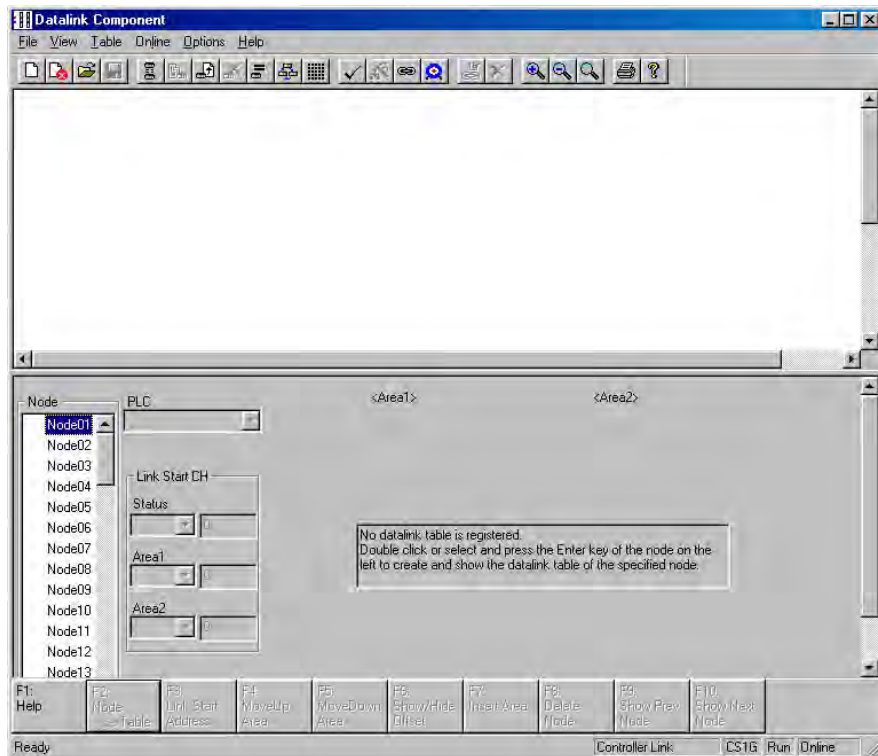 Datalink Component
File View Table Online Options Help
<Area1> <Area2>
Node
PLC
Node01
Node02
Node03
Node04
Node05
Node06
Node07
Node08
Node09
Node10
Node11
Node12
Node13
Link Start CH
Status
0
Area1
0
Area2
0
No datalink table is registered.
Double click or select and press the Enter key of the node on the
left to create and show the datalink table of the specified node.
F1:
Help
F2:
Node
Table
F3:
Link Start
Address
F4:
MoveUp
Area
F5:
MoveDown
Area
F6:
Show/Hide
Offset
F7:
Insert Area
F8:
Delete
Node
F9:
Show Prev
Node
F10:
Show Next
Node
Ready Controller Link CS1G Run Online